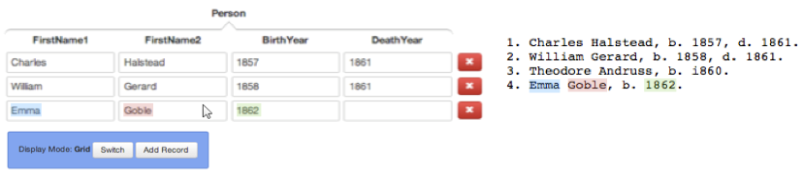 Person
FirstName1 FirstName2 BirthYear DeathYear
Charles Halstead 1857 1861
William Gerard 1858 1861
Emma Goble 1862
Display Mode: Grid Switch Add Record
1. Charles Halstead, b. 1857, d. 1861.
2. William Gerard, b. 1858, d. 1861.
3. Theodore Andruss, b. i860.
4. Emma Goble, b. 1862.